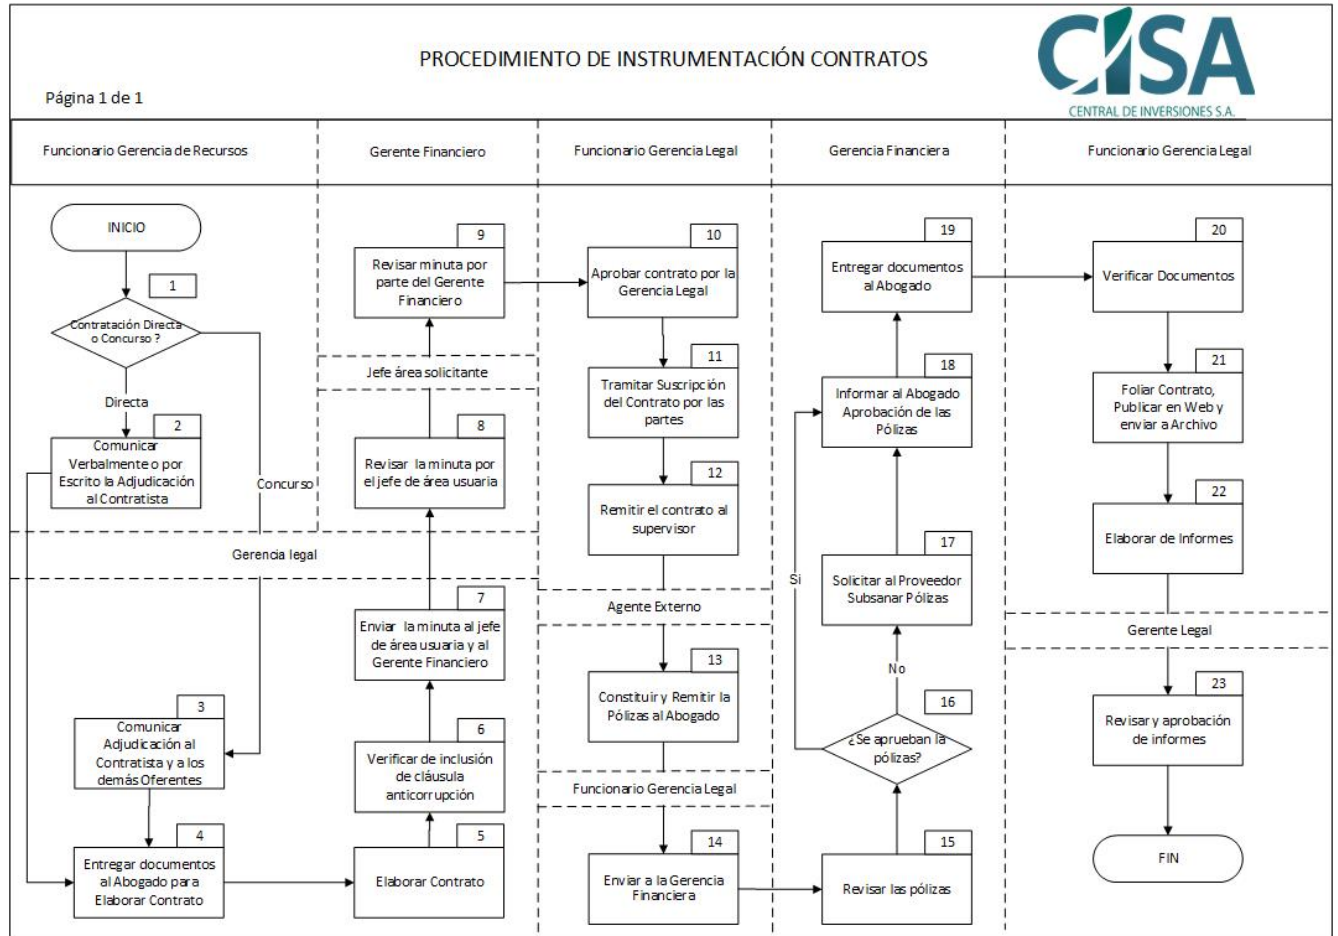 PROCEDIMIENTO DE INSTRUMENTACIÓN CONTRATOS
CISA
CENTRAL DE INVERSIONES S.A.
Página 1 de 1
Funcionario Gerencia de Recursos
Gerente Financiero
Funcionario Gerencia Legal
Gerencia Financiera
Funcionario Gerencia Legal
INICIO
1
Contratación Directa
o Concurso ?
Directa
Concurso
2
Comunicar
Verbalmente o por
Escrito la Adjudicación
al Contratista
Gerencia legal
3
Comunicar
Adjudicación al
Contratista y a los
demás Oferentes
4
Entregar documentos
al Abogado para
Elaborar Contrato
5
Elaborar Contrato
6
Verificar de inclusión
de cláusula
anticorrupción
7
Enviar la minuta al jefe
de área usuaria y al
Gerente Financiero
8
Revisar la minuta por
el jefe de área usuaria
Jefe área solicitante
9
Revisar minuta por
parte del Gerente
Financiero
10
Aprobar contrato por la
Gerencia Legal
11
Tramitar Suscripción
del Contrato por las
partes
12
Remitir el contrato al
supervisor
Agente Externo
13
Constituir y Remitir la
Pólizas al Abogado
Funcionario Gerencia Legal
14
Enviar a la Gerencia
Financiera
15
Revisar las pólizas
16
¿Se aprueban la
pólizas?
No
Si
17
Solicitar al Proveedor
Subsanar Pólizas
18
Informar al Abogado
Aprobación de las
Pólizas
19
Entregar documentos
al Abogado
20
Verificar Documentos
21
Foliar Contrato,
Publicar en Web y
enviar a Archivo
22
Elaborar de Informes
Gerente Legal
23
Revisar y aprobación
de informes
FIN